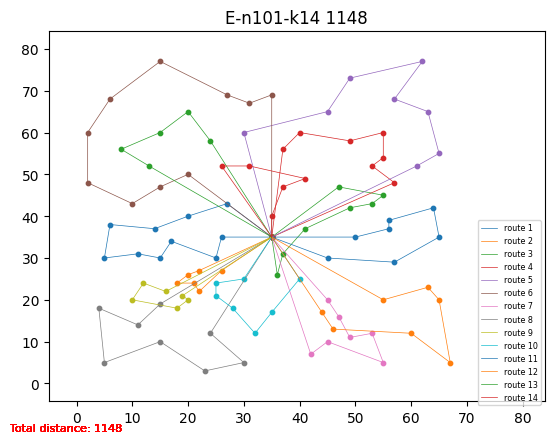 E-n101-k14 1148
80
70
60
50
40
30
20
10
0
route 1
route 2
route 3
route 4
route 5
route 6
route 7
route 8
route 9
route 10
route 11
route 12
route 13
route 14
0 10 20 30 40 50 60 70 80
Total distance: 1148